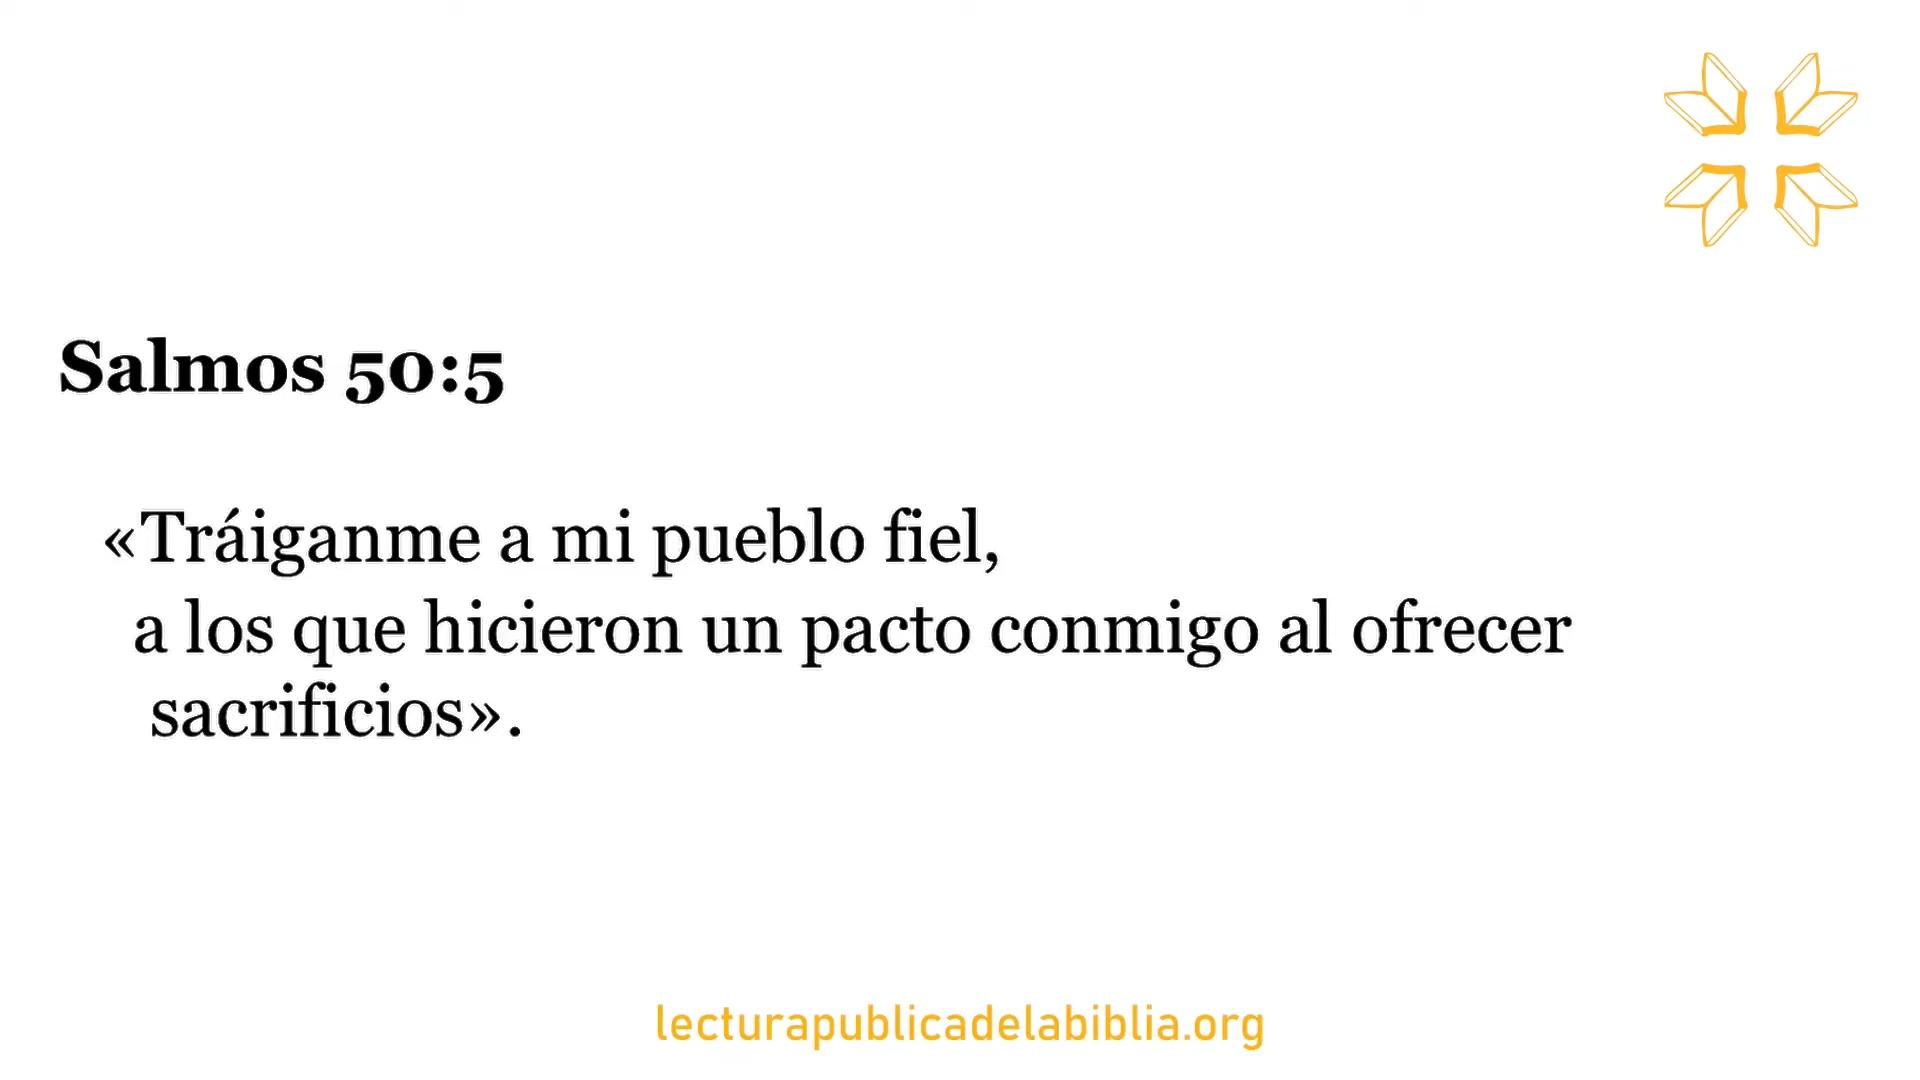 Salmos 50:5
«Tráiganme a mi pueblo fiel,
a los que hicieron un pacto conmigo al ofrecer
sacrificios».
lecturapublicadelabiblia.org